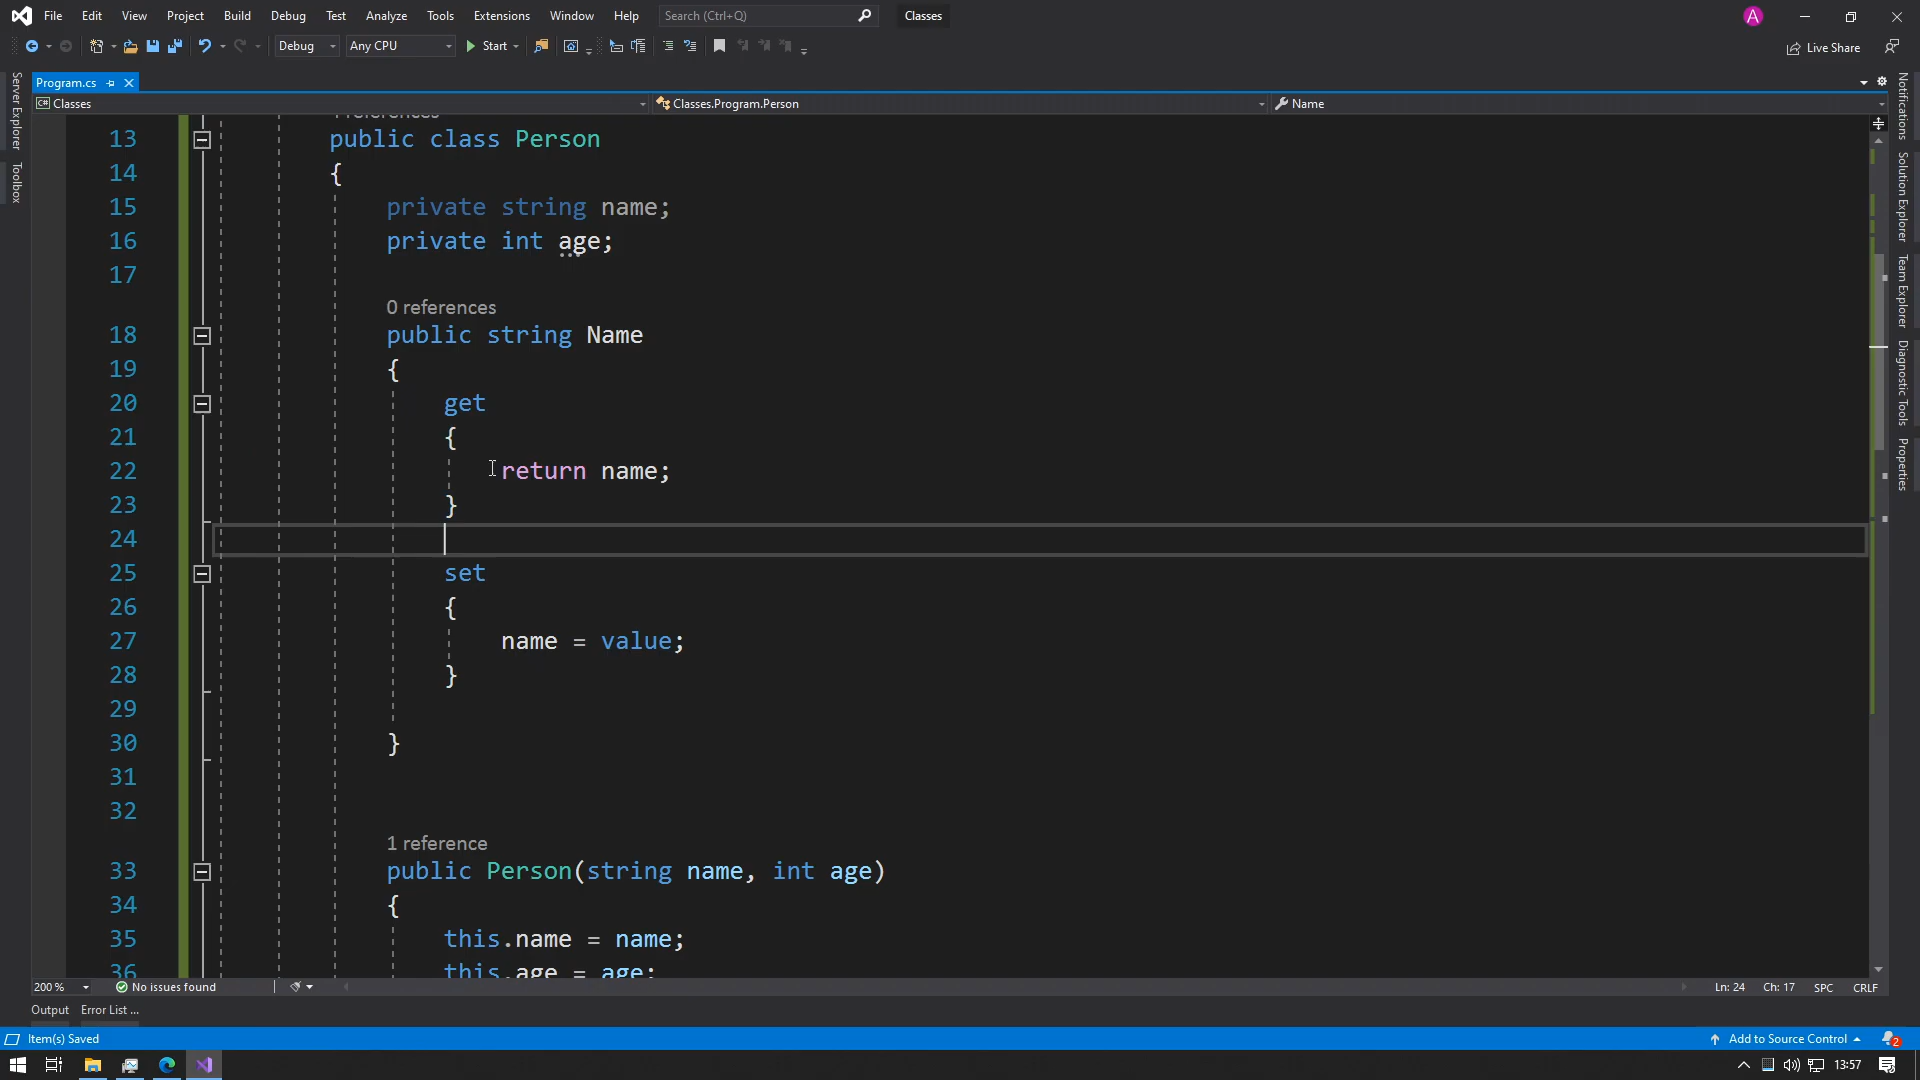 File Edit View Project Build Debug Test Analyze Tools Extensions Window Help Search (Ctrl+Q) Classes A
Debug Any CPU Start Live Share
Program.cs
C# Classes Classes.Program.Person Name
Server Explorer
Toolbox
Notifications
Solution Explorer
Team Explorer
Diagnostic Tools
Properties
13 public class Person
14 {
15 private string name;
16 private int age;
17
0 references
18 public string Name
19 {
20 get
21 {
22 return name;
23 }
24
25 set
26 {
27 name = value;
28 }
29
30 }
31
32
1 reference
33 public Person(string name, int age)
34 {
35 this.name = name;
36 this.age = age;
200 % No issues found Ln: 24 Ch: 17 SPC CRLF
Output Error List ...
Item(s) Saved Add to Source Control 2
13:57